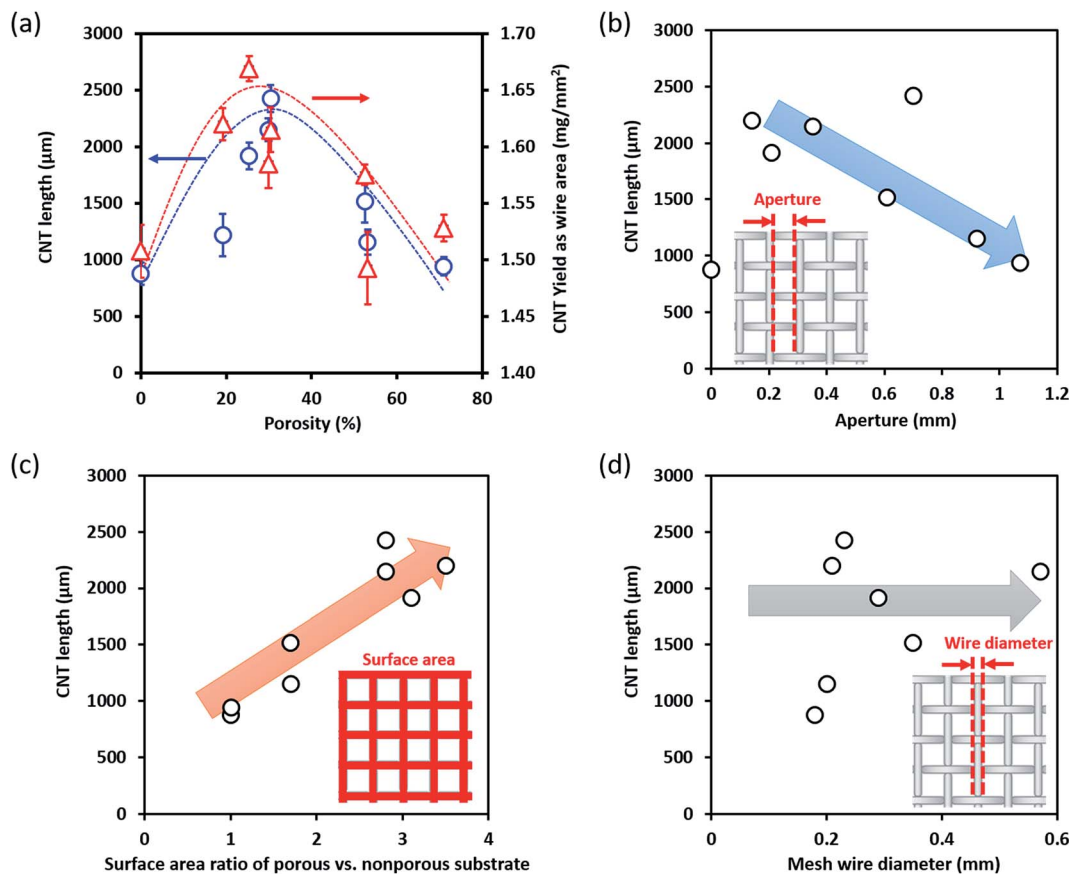 (a)
3000
2500
2000
1500
1000
500
0
CNT length (µm)
1.70
1.65
1.60
1.55
1.50
1.45
1.40
CNT Yield as wire area (mg/mm²)
0 20 40 60 80
Porosity (%)
(b)
3000
2500
2000
1500
1000
500
0
CNT length (µm)
Aperture
0 0.2 0.4 0.6 0.8 1 1.2
Aperture (mm)
(c)
3000
2500
2000
1500
1000
500
0
CNT length (µm)
Surface area
0 1 2 3 4
Surface area ratio of porous vs. nonporous substrate
(d)
3000
2500
2000
1500
1000
500
0
CNT length (µm)
Wire diameter
0 0.2 0.4 0.6
Mesh wire diameter (mm)